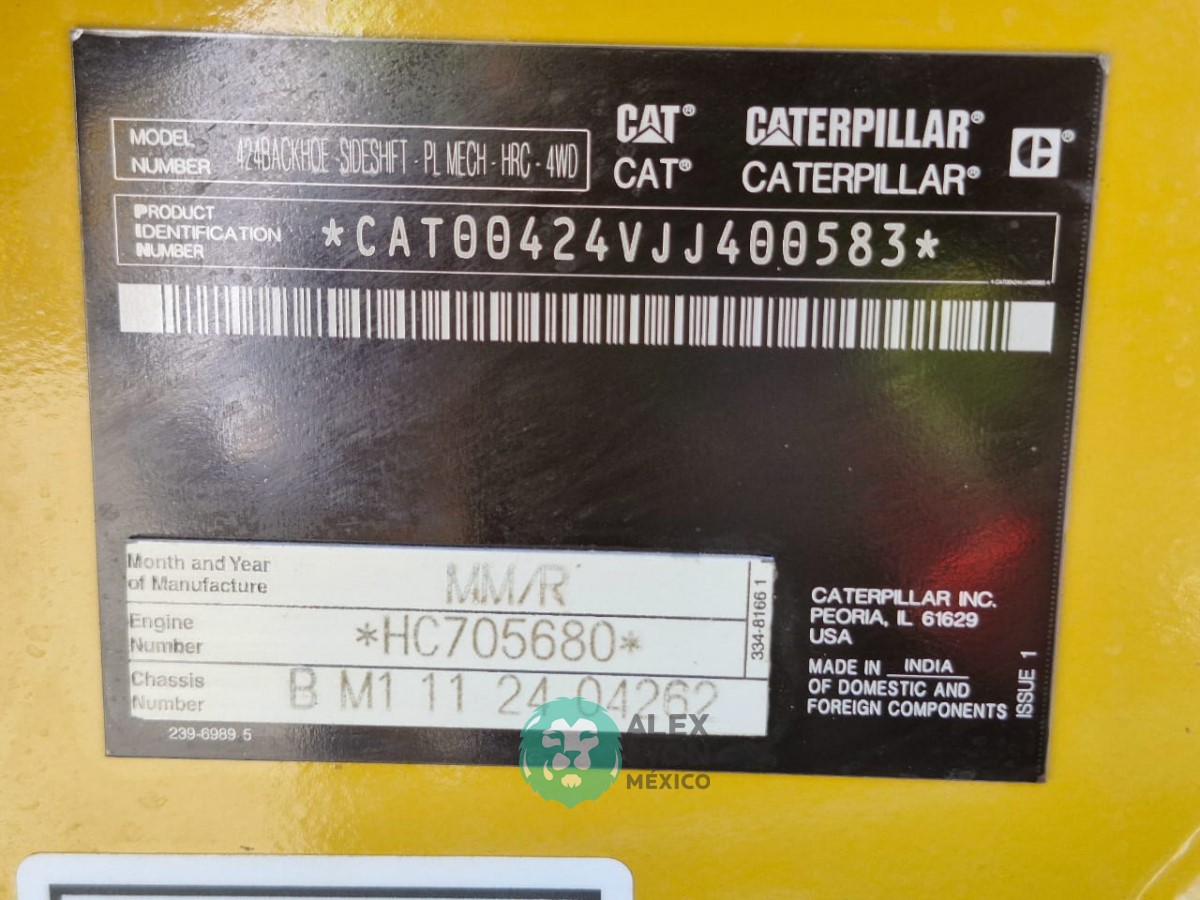 MODEL NUMBER 424BACKHOE - SIDESHIFT - PL MECH - HRC - 4WD
CAT® CATERPILLAR®
CAT® CATERPILLAR®
PRODUCT IDENTIFICATION NUMBER *CAT00424VJJ400583*
Month and Year of Manufacture MM/R
Engine Number *HC705680*
Chassis Number B M1 11 24 04262
334-8166 1
239-6989 5
CATERPILLAR INC.
PEORIA, IL 61629
USA
MADE IN INDIA
OF DOMESTIC AND
FOREIGN COMPONENTS
ISSUE 1
ALEX
MÉXICO